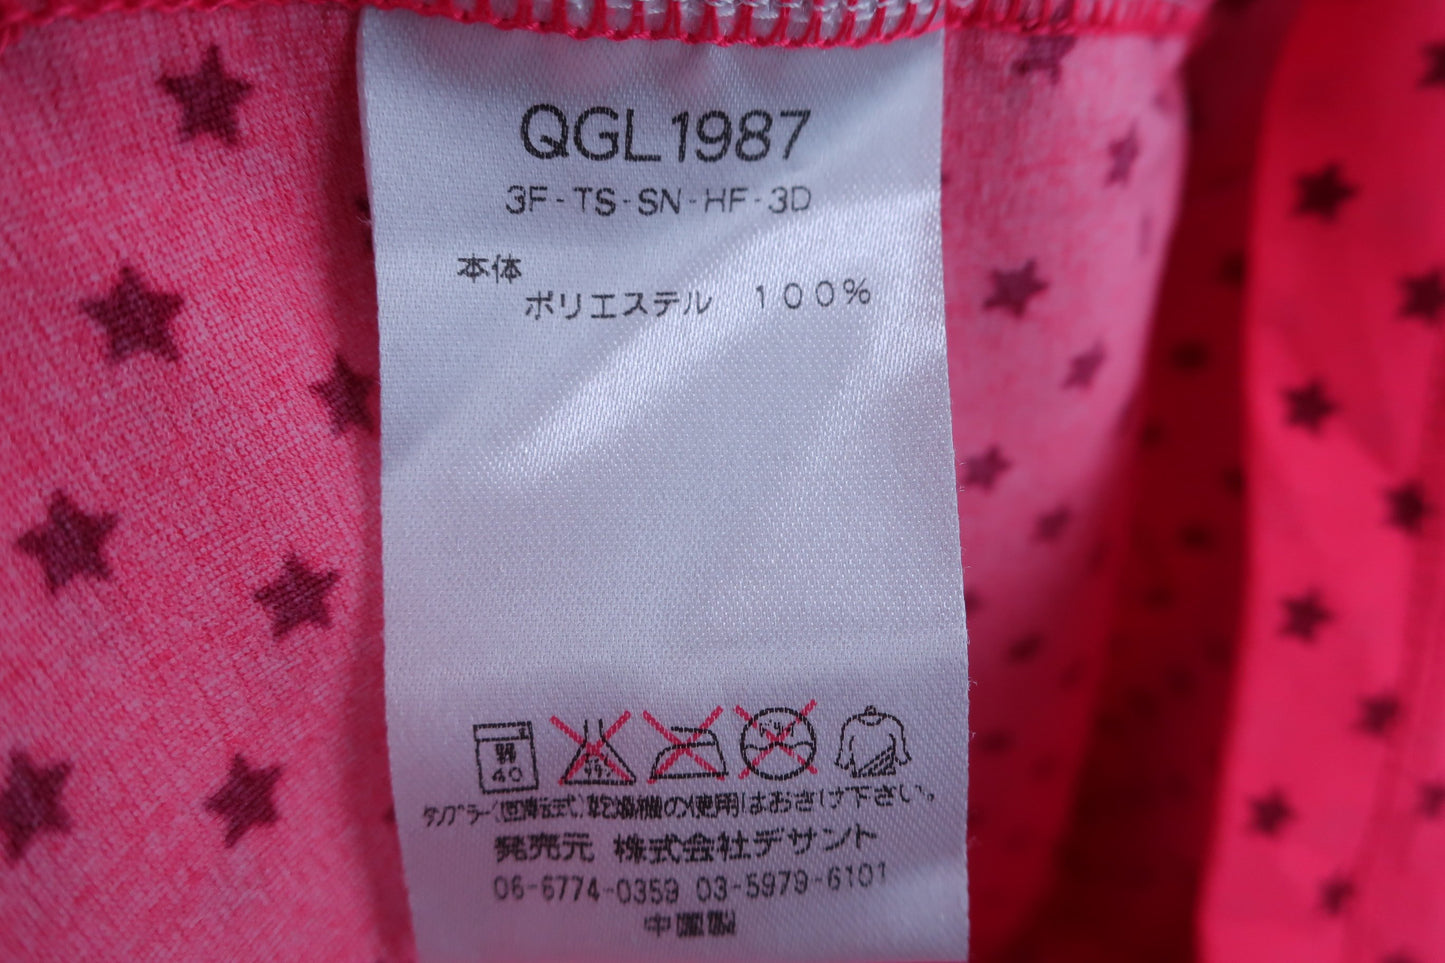 QGL1987
3F-TS-SN-HF-3D
本体
ポリエステル 100%
弱
40
タンブラー(回転式)乾燥機の使用はおさけ下さい。
発売元 株式会社デサント
06-6774-0359 03-5979-6101
中国製